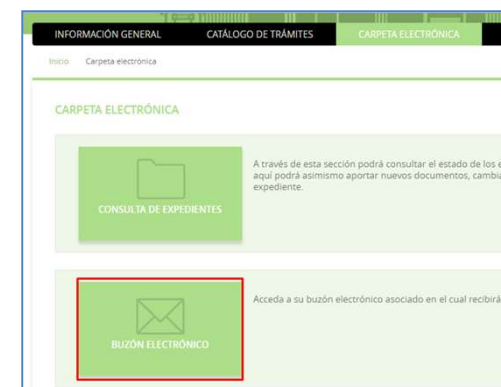 INFORMACIÓN GENERAL CATÁLOGO DE TRÁMITES CARPETA ELECTRÓNICA
Inicio Carpeta electrónica
CARPETA ELECTRÓNICA
CONSULTA DE EXPEDIENTES
A través de esta sección podrá consultar el estado de los
aquí podrá asimismo aportar nuevos documentos,
expediente.
BUZÓN ELECTRÓNICO
Acceda a su buzón electrónico asociado en el cual recibirá